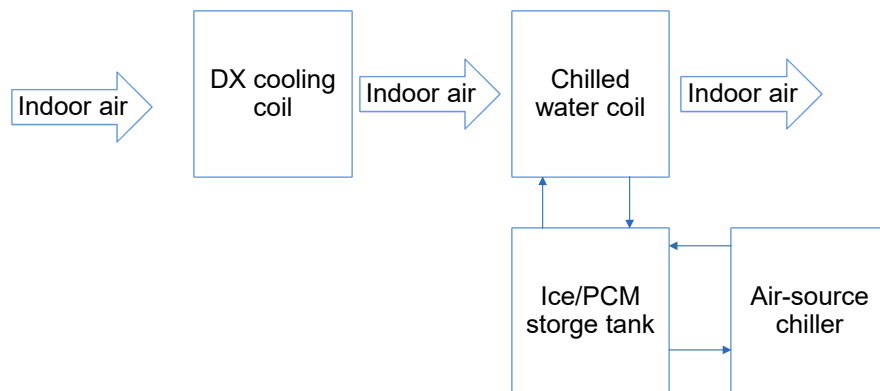 Indoor air
DX cooling
coil
Indoor air
Chilled
water coil
Indoor air
Ice/PCM
storge tank
Air-source
chiller